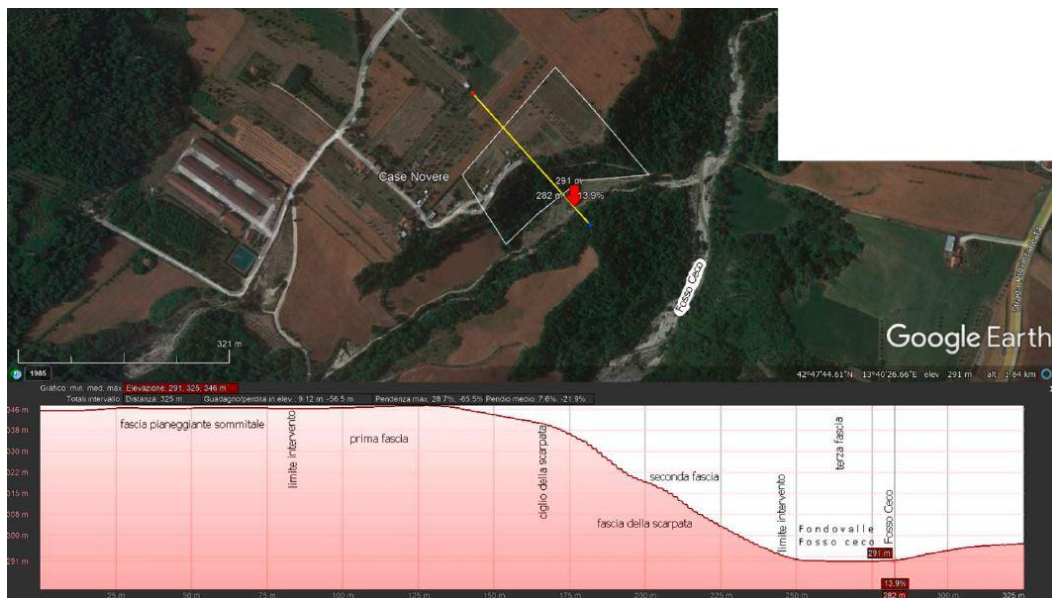 Case Novere
291 m
282 m
13.9%
Fosso Ceco
321 m
Google Earth
1985
42°47'44.61"N 13°40'26.66"E elev 291 m alt 1.84 km
Grafico: min, med, max Elevazione: 291, 325, 346 m
Totali intervallo: Distanza: 325 m Guadagno/perdita in elev.: 9.12 m, -56.5 m Pendenza max. 28.7%, -65.5% Pendio medio: 7.6%, -21.9%
346 m
338 m
330 m
322 m
315 m
308 m
300 m
291 m
fascia pianeggiante sommitale
limite intervento
prima fascia
ciglio della scarpata
seconda fascia
fascia della scarpata
limite intervento
terza fascia
Fondovalle
Fosso ceco
Fosso Ceco
291 m
13.9%
25 m 50 m 75 m 100 m 125 m 150 m 175 m 200 m 225 m 250 m 282 m 300 m 325 m